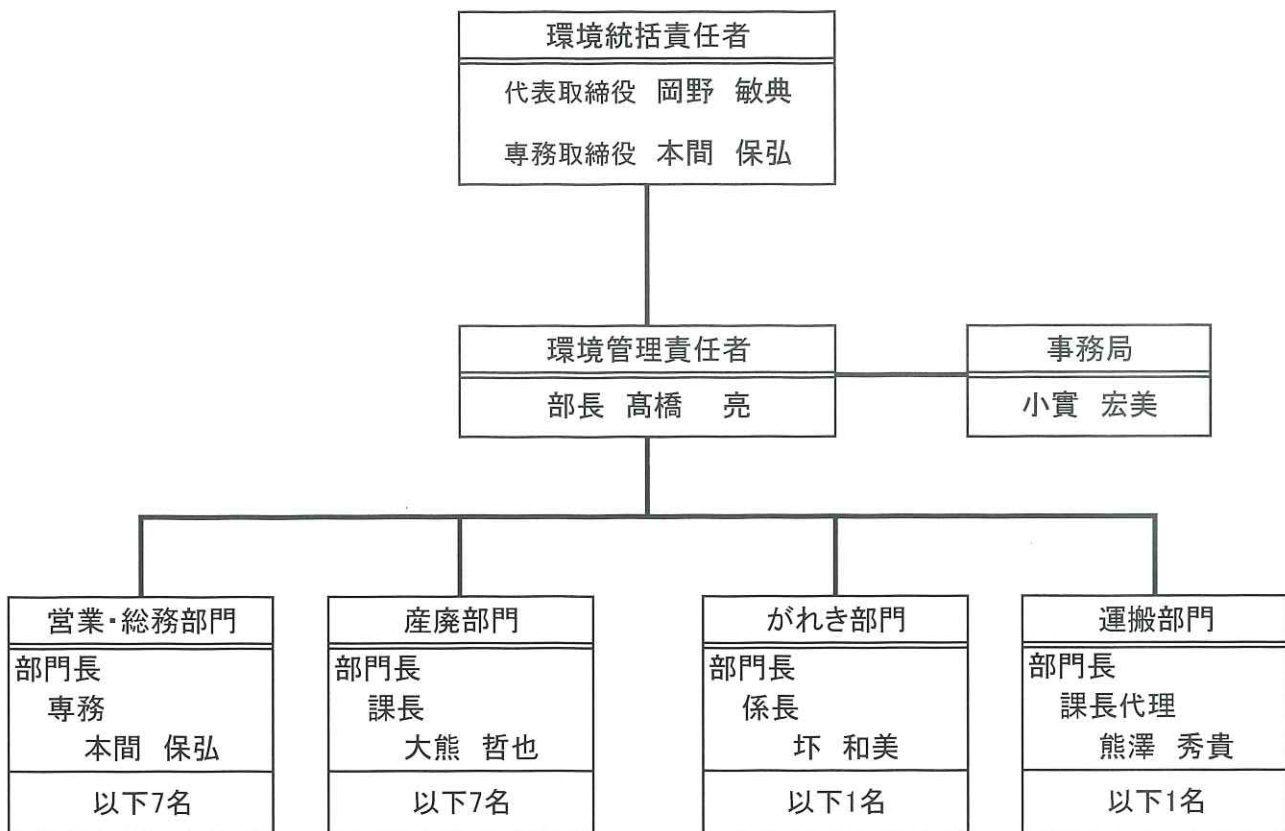 環境統括責任者
代表取締役 岡野 敏典
専務取締役 本間 保弘
環境管理責任者
部長 髙橋 亮
事務局
小實 宏美
営業・総務部門
部門長
専務
本間 保弘
以下7名
産廃部門
部門長
課長
大熊 哲也
以下7名
がれき部門
部門長
係長
圷 和美
以下1名
運搬部門
部門長
課長代理
熊澤 秀貴
以下1名